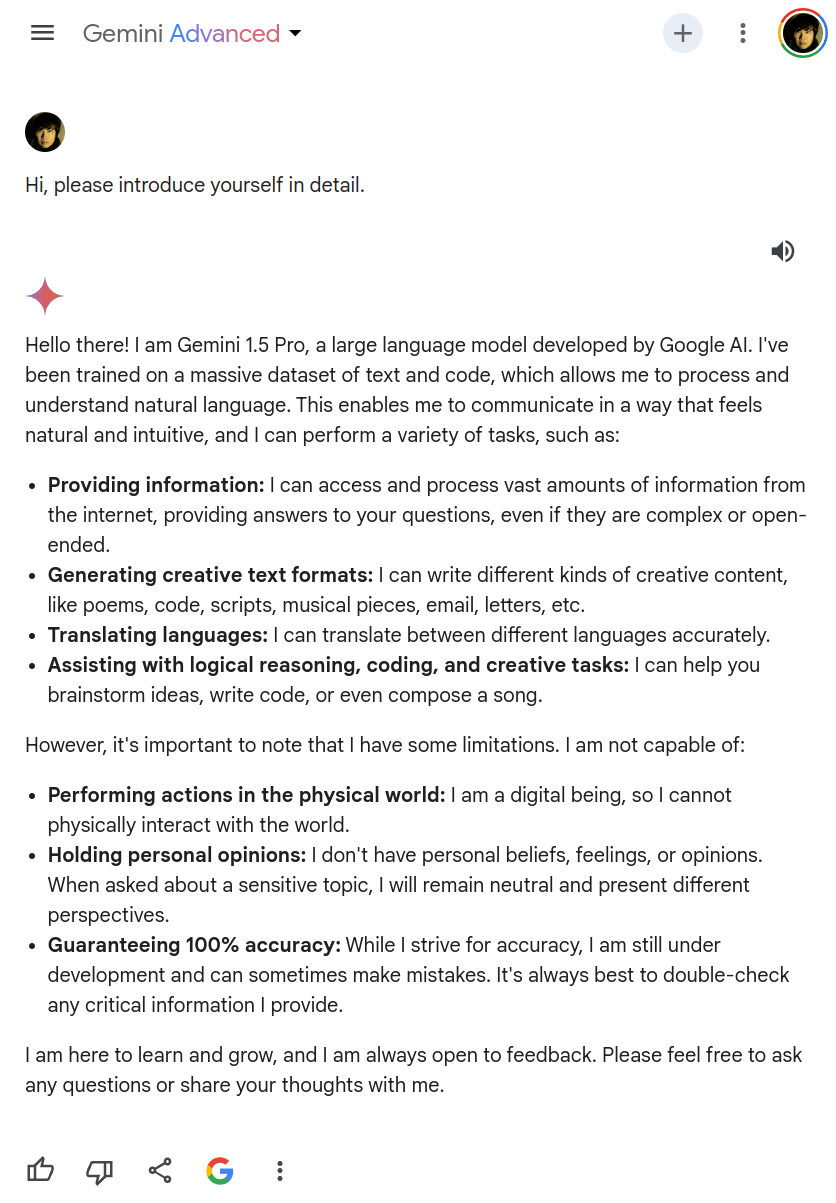 Gemini Advanced
Hi, please introduce yourself in detail.
Hello there! I am Gemini 1.5 Pro, a large language model developed by Google AI. I've
been trained on a massive dataset of text and code, which allows me to process and
understand natural language. This enables me to communicate in a way that feels
natural and intuitive, and I can perform a variety of tasks, such as:
• Providing information: I can access and process vast amounts of information from
the internet, providing answers to your questions, even if they are complex or open-
ended.
• Generating creative text formats: I can write different kinds of creative content,
like poems, code, scripts, musical pieces, email, letters, etc.
• Translating languages: I can translate between different languages accurately.
• Assisting with logical reasoning, coding, and creative tasks: I can help you
brainstorm ideas, write code, or even compose a song.
However, it's important to note that I have some limitations. I am not capable of:
• Performing actions in the physical world: I am a digital being, so I cannot
physically interact with the world.
• Holding personal opinions: I don't have personal beliefs, feelings, or opinions.
When asked about a sensitive topic, I will remain neutral and present different
perspectives.
• Guaranteeing 100% accuracy: While I strive for accuracy, I am still under
development and can sometimes make mistakes. It's always best to double-check
any critical information I provide.
I am here to learn and grow, and I am always open to feedback. Please feel free to ask
any questions or share your thoughts with me.